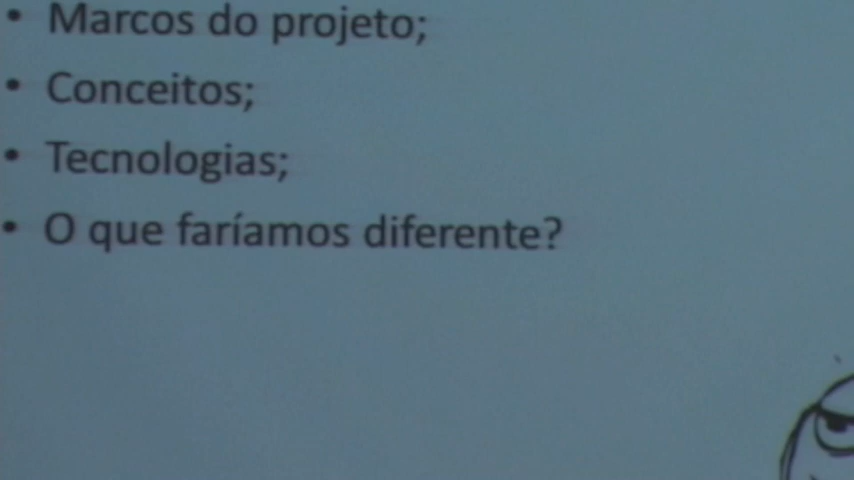 • Marcos do projeto;
• Conceitos;
• Tecnologias;
• O que faríamos diferente?